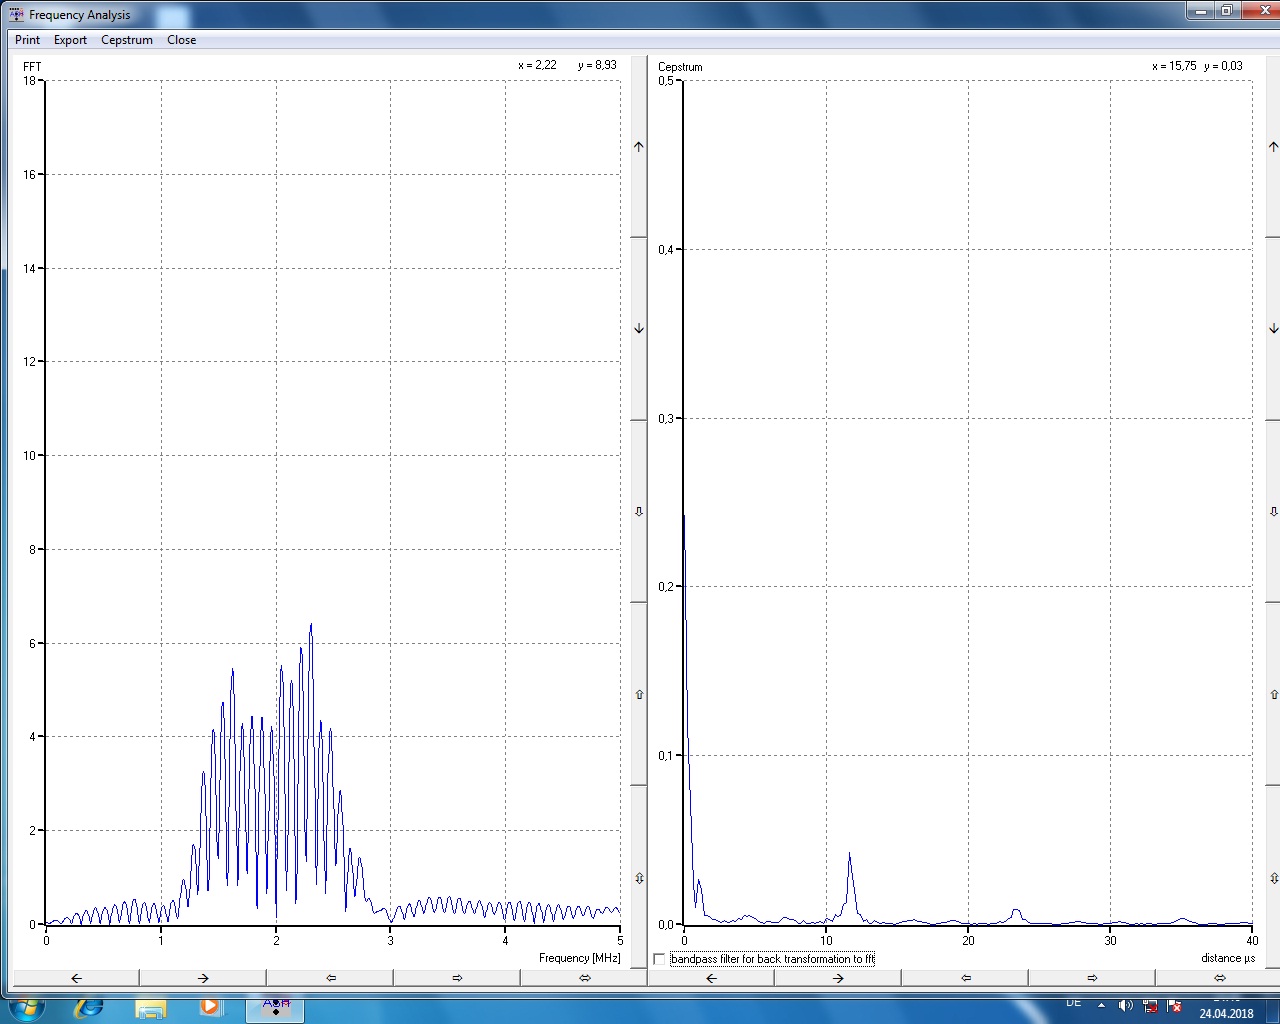 Frequency Analysis
Print Export Cepstrum Close
FFT x = 2,22 y = 8,93
18
16
14
12
10
8
6
4
2
0
0 1 2 3 4 5
Frequency [MHz]
Cepstrum x = 15,75 y = 0,03
0,5
0,4
0,3
0,2
0,1
0,0
0 10 20 30 40
bandpass filter for back transformation to fft distance µs
DE
24.04.2018